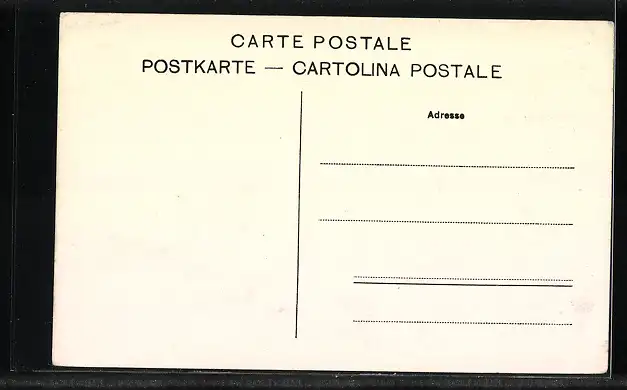 CARTE POSTALE
POSTKARTE — CARTOLINA POSTALE
Adresse